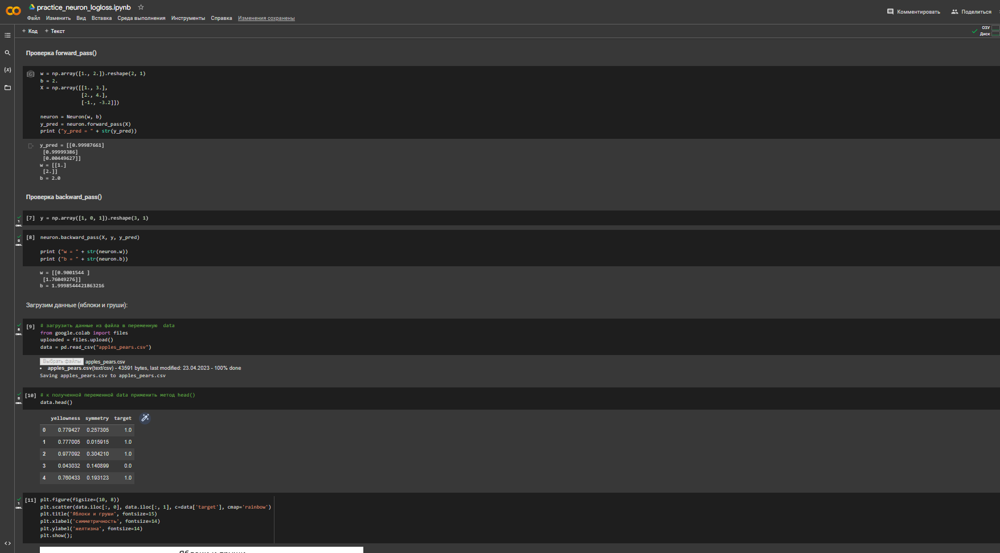 practice_neuron_logloss.ipynb
Файл Изменить Вид Вставка Среда выполнения Инструменты Справка Изменения сохранены
Комментировать Поделиться
+ Код + Текст
ОЗУ
Диск
Проверка forward_pass()
w = np.array([1., 2.]).reshape(2, 1)
b = 2.
X = np.array([[1., 3.],
[2., 4.],
[-1., -3.2]])
neuron = Neuron(w, b)
y_pred = neuron.forward_pass(X)
print ("y_pred = " + str(y_pred))
y_pred = [[0.99987661]
[0.99999386]
[0.00449627]]
w = [[1.]
[2.]]
b = 2.0
Проверка backward_pass()
[7] y = np.array([1, 0, 1]).reshape(3, 1)
[8] neuron.backward_pass(X, y, y_pred)
print ("w = " + str(neuron.w))
print ("b = " + str(neuron.b))
w = [[0.9001544 ]
[1.76049276]]
b = 1.9998544421863216
Загрузим данные (яблоки и груши):
[9] # загрузить данные из файла в переменную data
from google.colab import files
uploaded = files.upload()
data = pd.read_csv("apples_pears.csv")
Выбрать файлы apples_pears.csv
• apples_pears.csv(text/csv) - 43591 bytes, last modified: 23.04.2023 - 100% done
Saving apples_pears.csv to apples_pears.csv
[10] # к полученной переменной data применить метод head()
data.head()
yellowness symmetry target
0 0.779427 0.257305 1.0
1 0.777005 0.015915 1.0
2 0.977092 0.304210 1.0
3 0.043032 0.140899 0.0
4 0.760433 0.193123 1.0
[11] plt.figure(figsize=(10, 8))
plt.scatter(data.iloc[:, 0], data.iloc[:, 1], c=data['target'], cmap='rainbow')
plt.title('Яблоки и груши', fontsize=15)
plt.xlabel('симметричность', fontsize=14)
plt.ylabel('желтизна', fontsize=14)
plt.show();